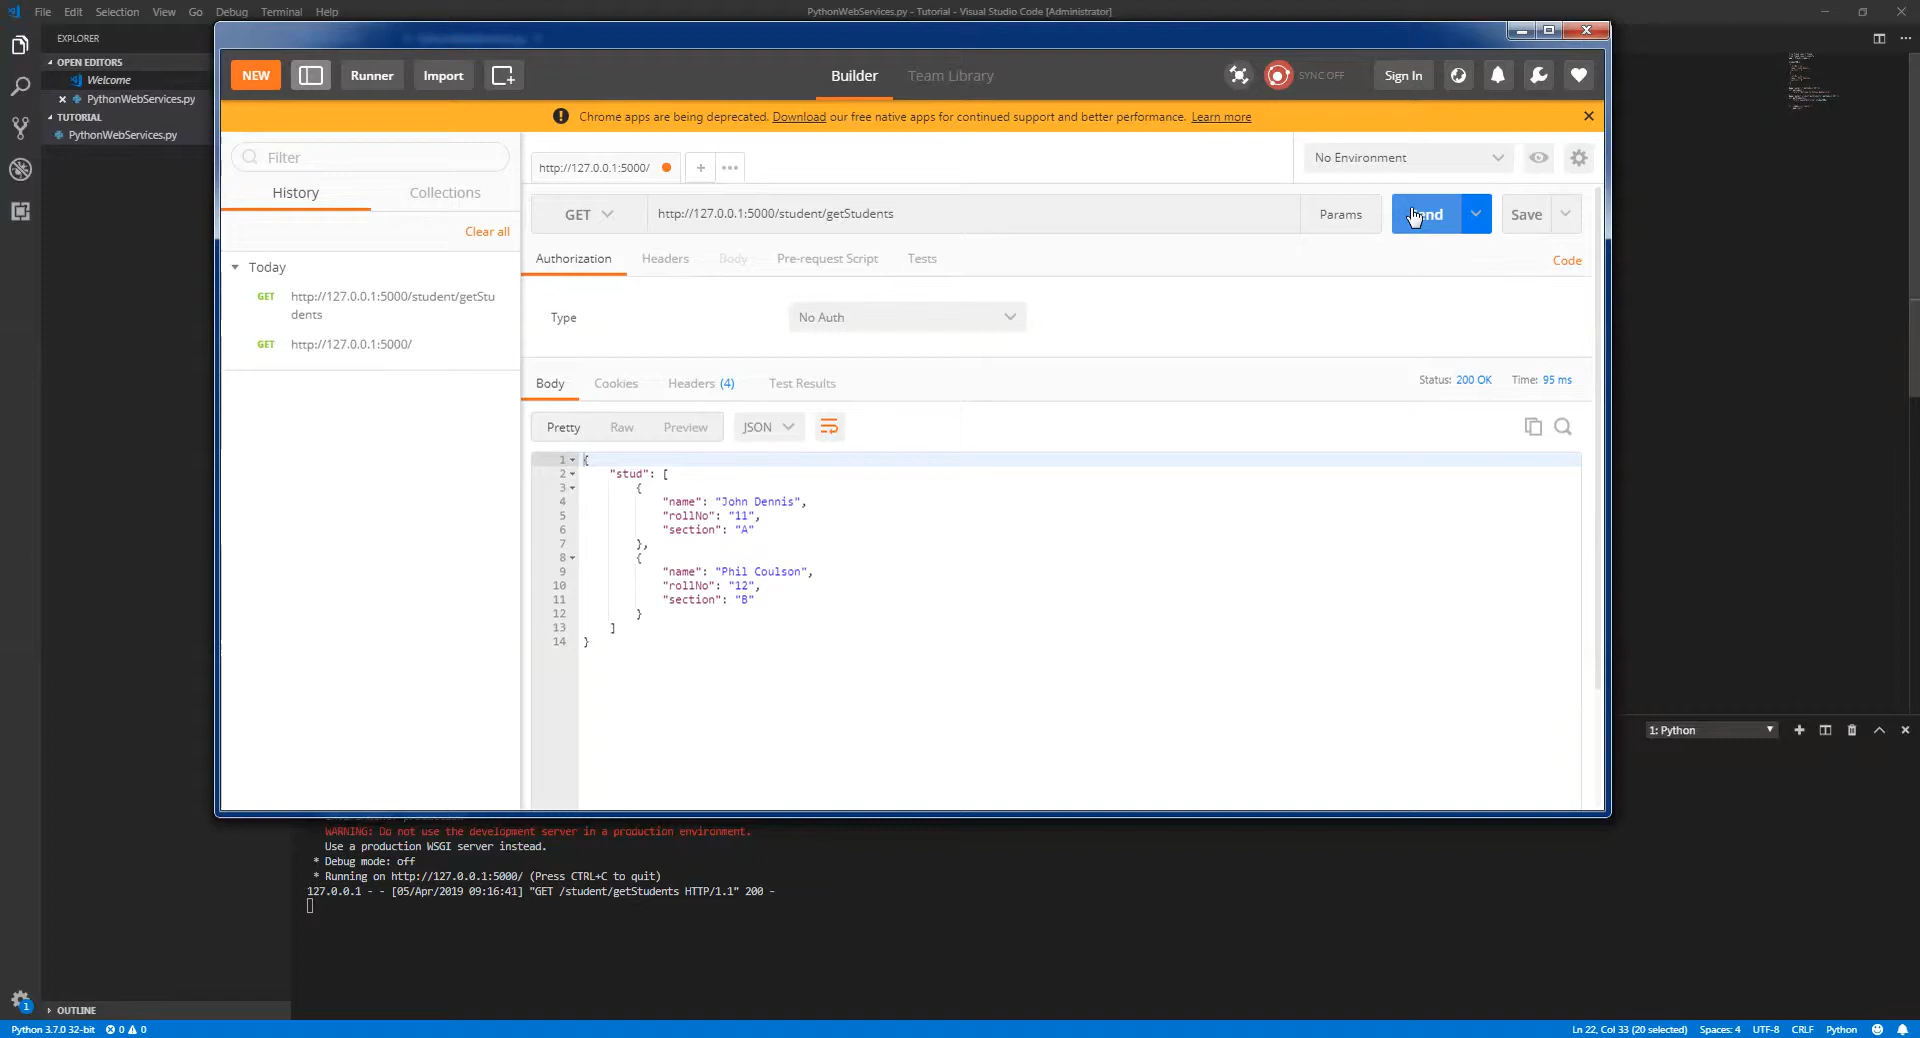 File Edit Selection View Go Debug Terminal Help
PythonWebServices.py - Tutorial - Visual Studio Code [Administrator]
EXPLORER
OPEN EDITORS
Welcome
PythonWebServices.py
TUTORIAL
PythonWebServices.py
NEW Runner Import Builder Team Library SYNC OFF Sign In
Chrome apps are being deprecated. Download our free native apps for continued support and better performance. Learn more
Filter
History Collections
Clear all
Today
GET http://127.0.0.1:5000/student/getStu
dents
GET http://127.0.0.1:5000/
http://127.0.0.1:5000/
No Environment
GET http://127.0.0.1:5000/student/getStudents Params Save
Authorization Headers Body Pre-request Script Tests Code
Type No Auth
Body Cookies Headers (4) Test Results Status: 200 OK Time: 95 ms
Pretty Raw Preview JSON
1 {
2 "stud": [
3 {
4 "name": "John Dennis",
5 "rollNo": "11",
6 "section": "A"
7 },
8 {
9 "name": "Phil Coulson",
10 "rollNo": "12",
11 "section": "B"
12 }
13 ]
14 }
1: Python
WARNING: Do not use the development server in a production environment.
Use a production WSGI server instead.
* Debug mode: off
* Running on http://127.0.0.1:5000/ (Press CTRL+C to quit)
127.0.0.1 - - [05/Apr/2019 09:16:41] "GET /student/getStudents HTTP/1.1" 200 -
OUTLINE
1
Python 3.7.0 32-bit 0 0 Ln 22, Col 33 (20 selected) Spaces: 4 UTF-8 CRLF Python